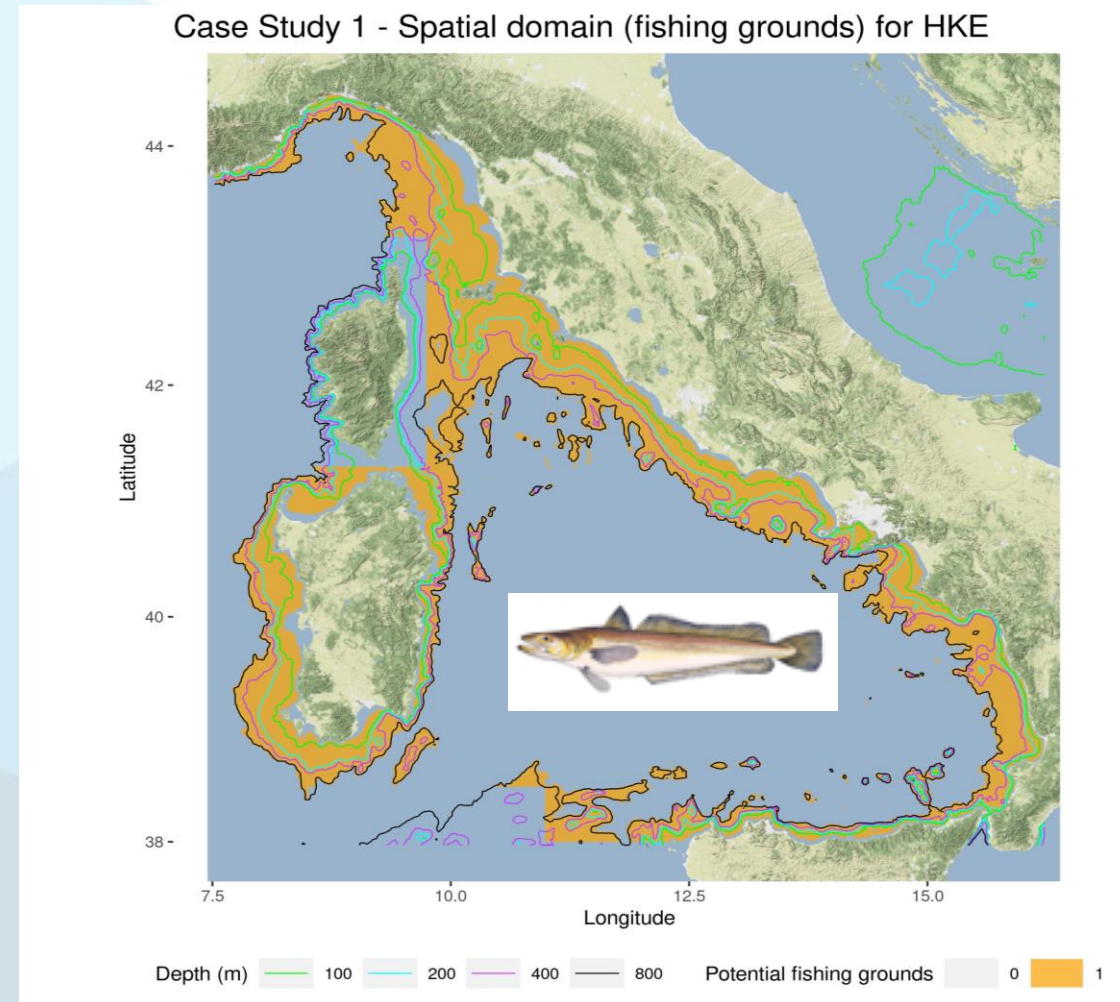 Case Study 1 - Spatial domain (fishing grounds) for HKE
44 -
42 -
40 -
38 -
Latitude
7.5 10.0 12.5 15.0
Longitude
Depth (m) 100 200 400 800 Potential fishing grounds 0 1